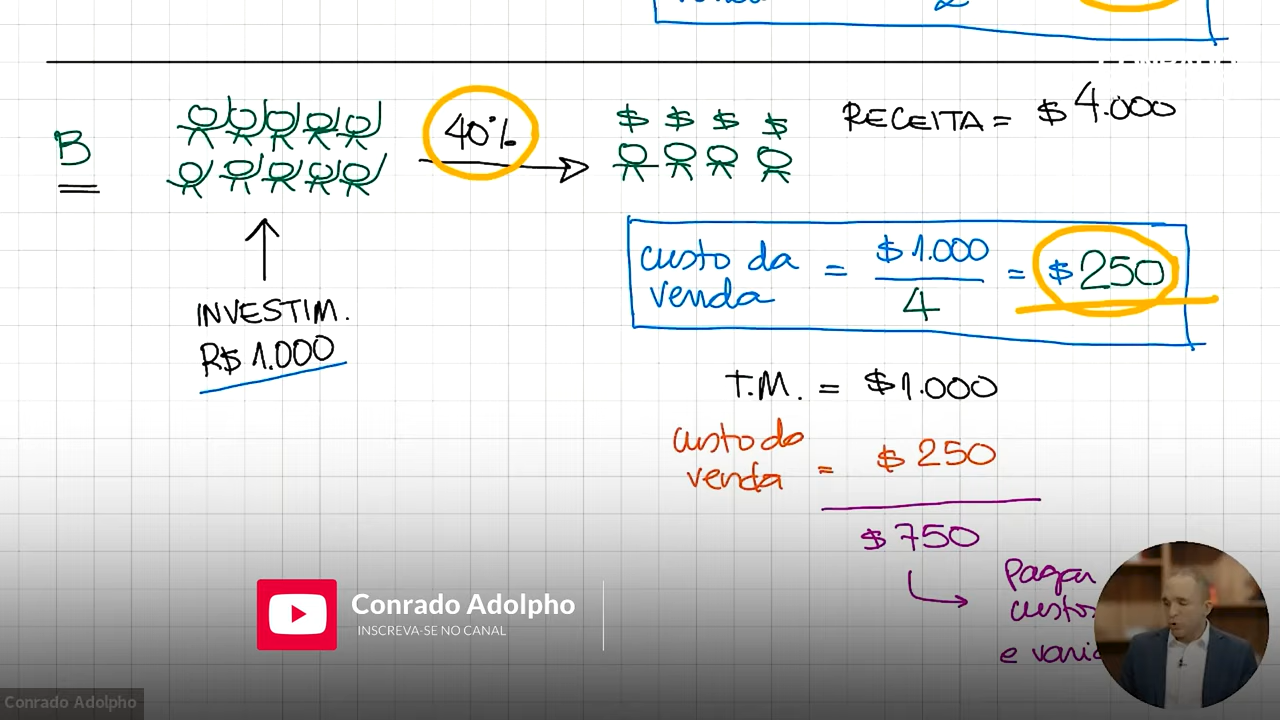 B
40%
$ $ $ $
RECEITA = $ 4.000
INVESTIM.
R$ 1.000
custo da venda = $ 1.000 / 4 = $ 250
T.M. = $ 1.000
custo da venda = $ 250
$ 750
pagar
custos
e varia
Conrado Adolpho
INSCREVA-SE NO CANAL
Conrado Adolpho